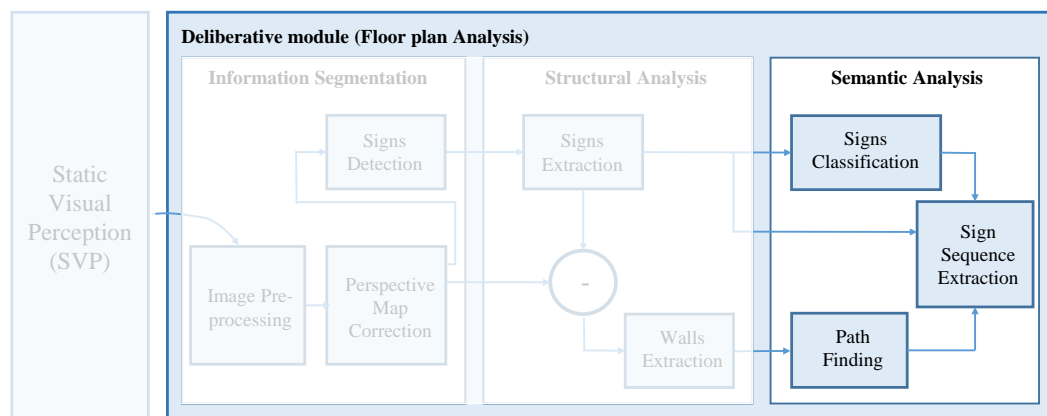 Deliberative module (Floor plan Analysis)
Static
Visual
Perception
(SVP)
Information Segmentation
Signs
Detection
Image Pre-
processing
Perspective
Map
Correction
Structural Analysis
Signs
Extraction
-
Walls
Extraction
Semantic Analysis
Signs
Classification
Sign
Sequence
Extraction
Path
Finding